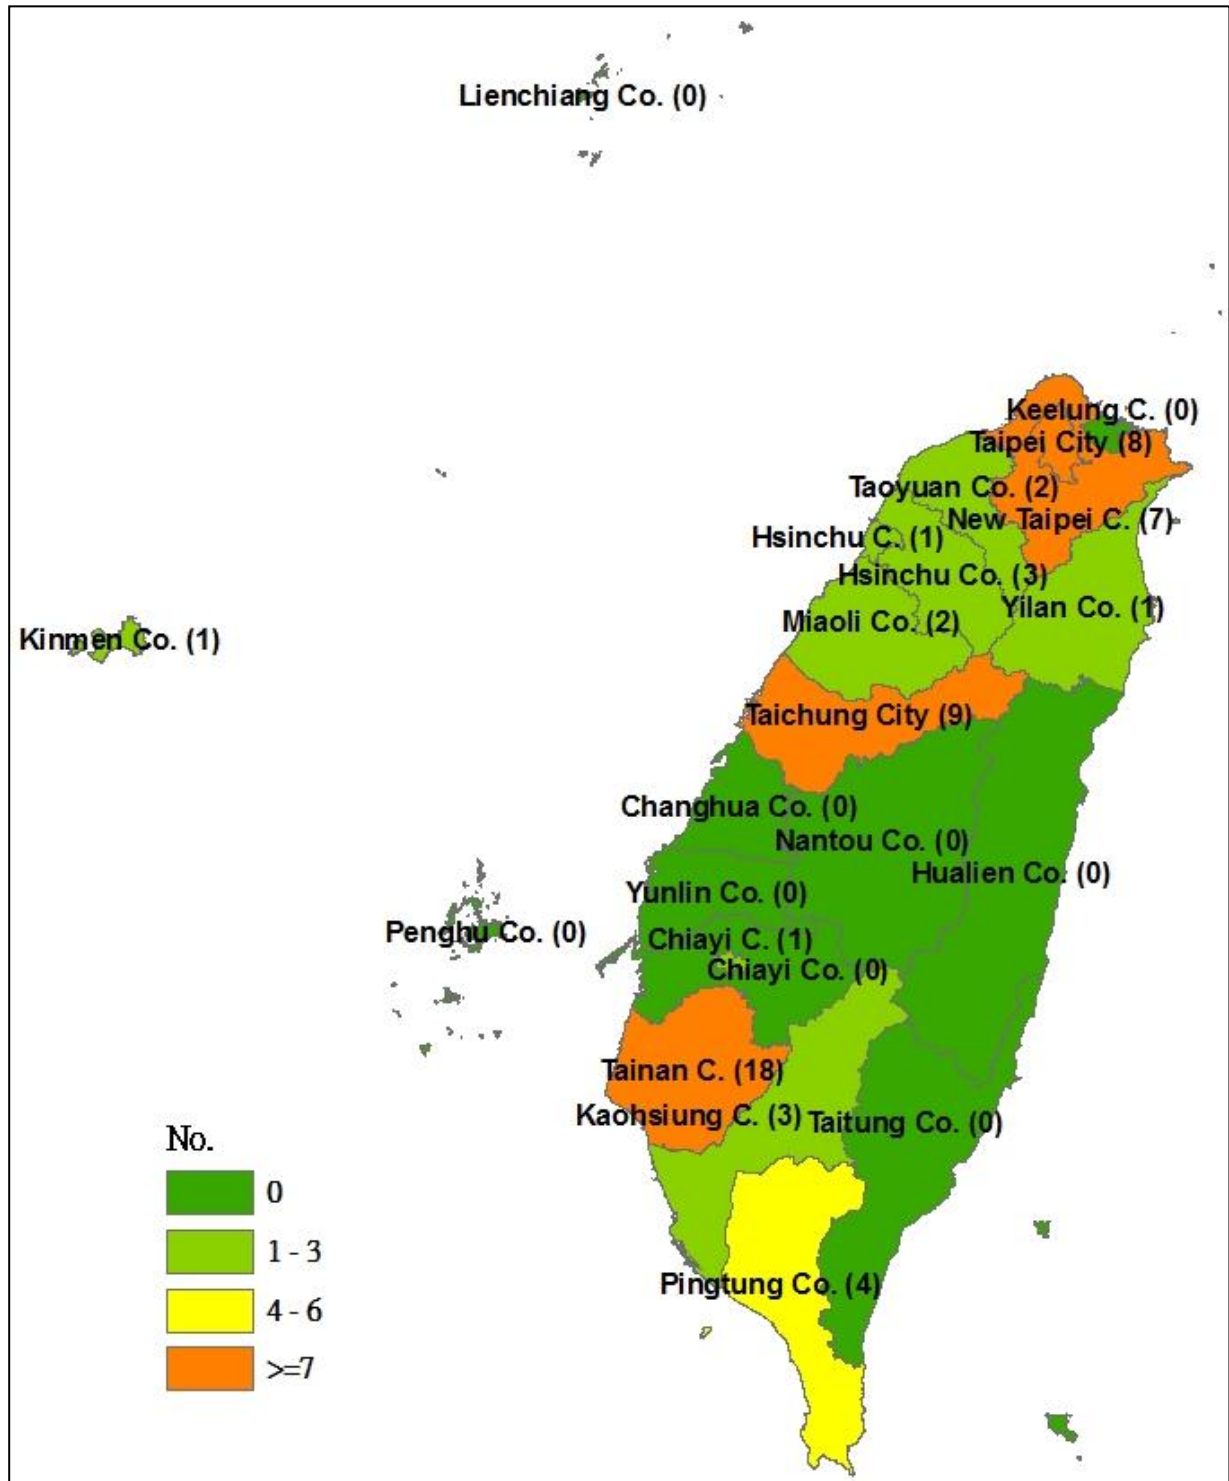 Lienchiang Co. (0)
Keelung C. (0)
Taipei City (8)
Taoyuan Co. (2)
New Taipei C. (7)
Hsinchu C. (1)
Hsinchu Co. (3)
Yilan Co. (1)
Miaoli Co. (2)
Kinmen Co. (1)
Taichung City (9)
Changhua Co. (0)
Nantou Co. (0)
Hualien Co. (0)
Yunlin Co. (0)
Penghu Co. (0)
Chiayi C. (1)
Chiayi Co. (0)
Tainan C. (18)
Kaohsiung C. (3)
Taitung Co. (0)
Pingtung Co. (4)
No.
0
1 - 3
4 - 6
>=7